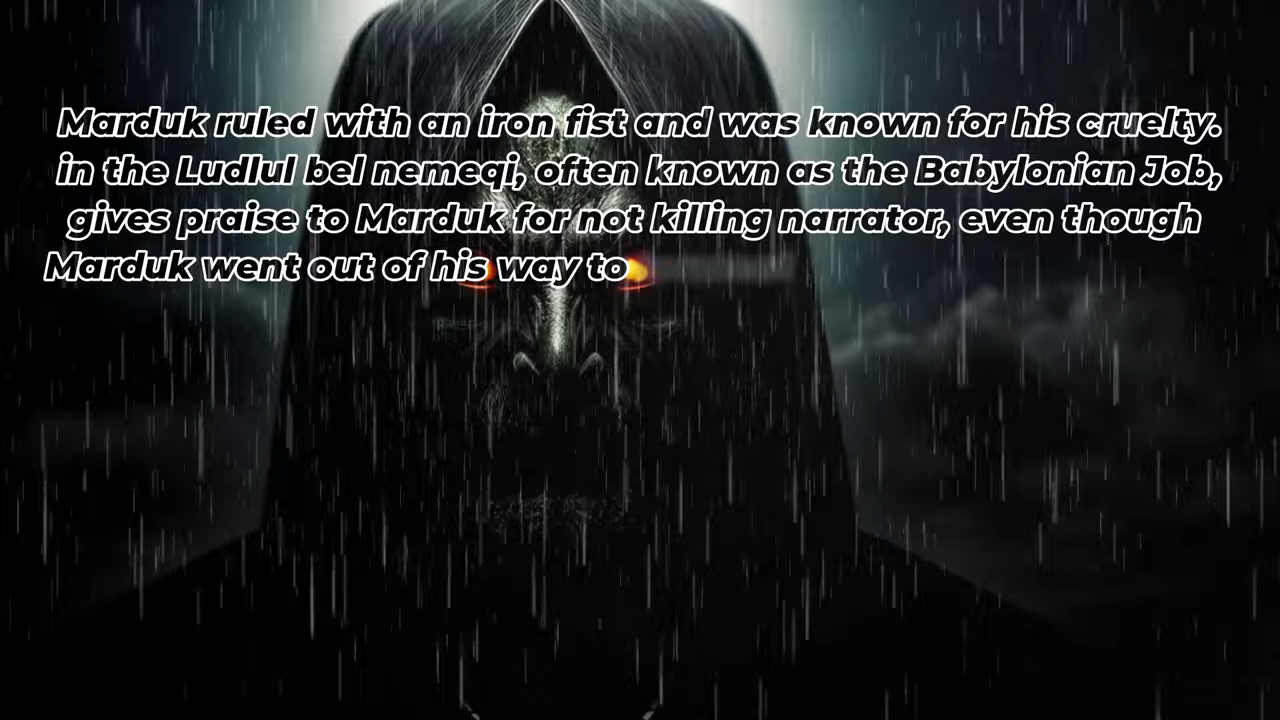 Marduk ruled with an iron fist and was known for his cruelty.
in the Ludlul bel nemeqi, often known as the Babylonian Job,
gives praise to Marduk for not killing narrator, even though
Marduk went out of his way to